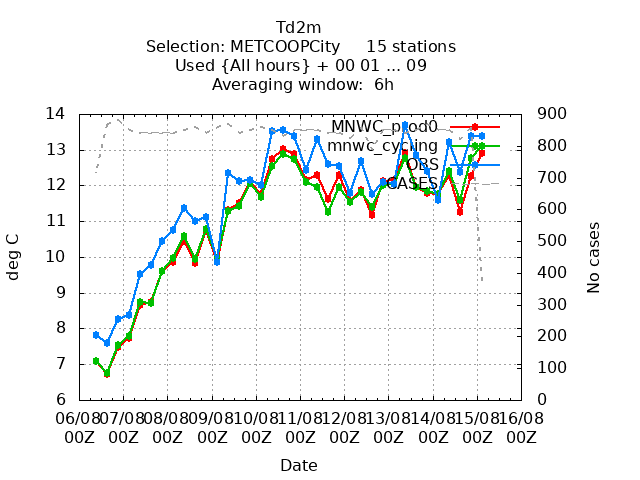 Td2m
Selection: METCOOPCity 15 stations
Used {All hours} + 00 01 ... 09
Averaging window: 6h
14
13
12
11
10
9
8
7
6
deg C
900
800
700
600
500
400
300
200
100
0
No cases
MNWC_prod0
mnwc_cycling
OBS
CASES
06/08 07/08 08/08 09/08 10/08 11/08 12/08 13/08 14/08 15/08 16/08
00Z 00Z 00Z 00Z 00Z 00Z 00Z 00Z 00Z 00Z 00Z
Date